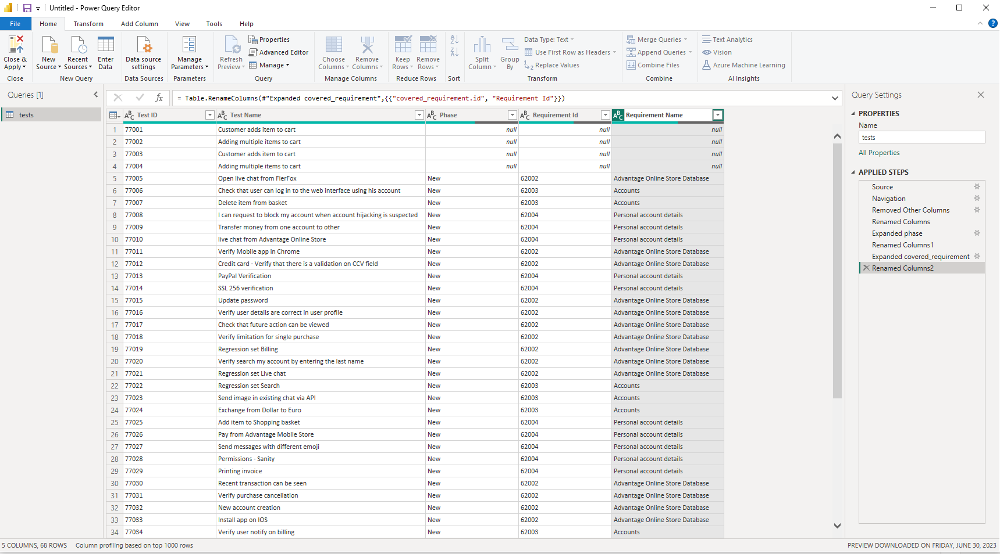 Untitled - Power Query Editor
File Home Transform Add Column View Tools Help
Close & Apply
Close
New Source
Recent Sources
Enter Data
New Query
Data source settings
Data Sources
Manage Parameters
Parameters
Refresh Preview
Properties
Advanced Editor
Manage
Query
Choose Columns
Remove Columns
Manage Columns
Keep Rows
Remove Rows
Reduce Rows
Sort
Split Column
Group By
Data Type: Text
Use First Row as Headers
Replace Values
Transform
Merge Queries
Append Queries
Combine Files
Combine
Text Analytics
Vision
Azure Machine Learning
AI Insights
Queries [1]
tests
fx = Table.RenameColumns(#"Expanded covered_requirement",{{"covered_requirement.id", "Requirement Id"}})
Test ID Test Name Phase Requirement Id Requirement Name
1 77001 Customer adds item to cart null null null
2 77002 Adding multiple items to cart null null null
3 77003 Customer adds item to cart null null null
4 77004 Adding multiple items to cart null null null
5 77005 Open live chat from FierFox New 62002 Advantage Online Store Database
6 77006 Check that user can log in to the web interface using his account New 62003 Accounts
7 77007 Delete item from basket New 62003 Accounts
8 77008 I can request to block my account when account hijacking is suspected New 62004 Personal account details
9 77009 Transfer money from one account to other New 62004 Personal account details
10 77010 live chat from Advantage Online Store New 62004 Personal account details
11 77011 Verify Mobile app in Chrome New 62002 Advantage Online Store Database
12 77012 Credit card - Verify that there is a validation on CCV field New 62002 Advantage Online Store Database
13 77013 PayPal Verification New 62004 Personal account details
14 77014 SSL 256 verification New 62004 Personal account details
15 77015 Update password New 62002 Advantage Online Store Database
16 77016 Verify user details are correct in user profile New 62002 Advantage Online Store Database
17 77017 Check that future action can be viewed New 62002 Advantage Online Store Database
18 77018 Verify limitation for single purchase New 62002 Advantage Online Store Database
19 77019 Regression set Billing New 62002 Advantage Online Store Database
20 77020 Verify search my account by entering the last name New 62002 Advantage Online Store Database
21 77021 Regression set Live chat New 62002 Advantage Online Store Database
22 77022 Regression set Search New 62003 Accounts
23 77023 Send image in existing chat via API New 62003 Accounts
24 77024 Exchange from Dollar to Euro New 62003 Accounts
25 77025 Add item to Shopping basket New 62004 Personal account details
26 77026 Pay from Advantage Mobile Store New 62004 Personal account details
27 77027 Send messages with different emoji New 62004 Personal account details
28 77028 Permissions - Sanity New 62004 Personal account details
29 77029 Printing invoice New 62004 Personal account details
30 77030 Recent transaction can be seen New 62002 Advantage Online Store Database
31 77031 Verify purchase cancellation New 62002 Advantage Online Store Database
32 77032 New account creation New 62002 Advantage Online Store Database
33 77033 Install app on IOS New 62002 Advantage Online Store Database
34 77034 Verify user notify on billing New 62003 Accounts
Query Settings
PROPERTIES
Name
tests
All Properties
APPLIED STEPS
Source
Navigation
Removed Other Columns
Renamed Columns
Expanded phase
Renamed Columns1
Expanded covered_requirement
Renamed Columns2
5 COLUMNS, 68 ROWS Column profiling based on top 1000 rows
PREVIEW DOWNLOADED ON FRIDAY, JUNE 30, 2023